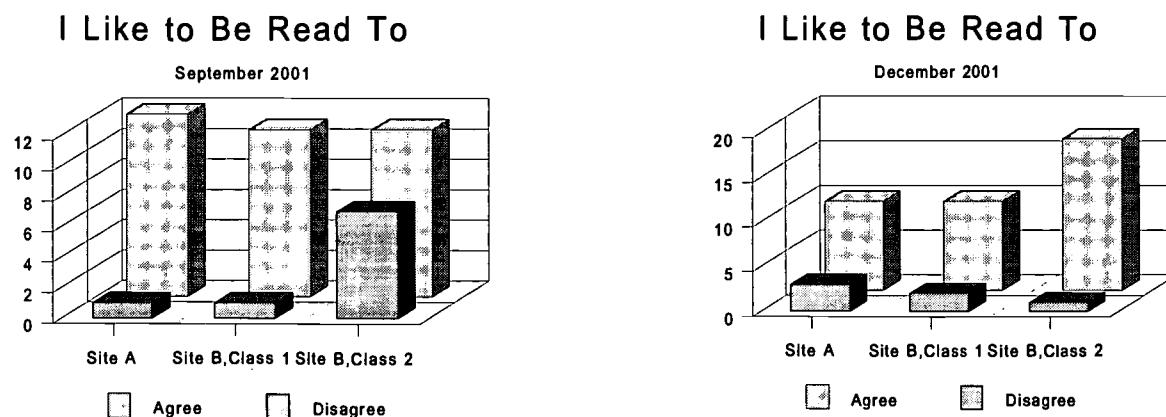 I Like to Be Read To
September 2001
12
10
8
6
4
2
0
Site A Site B,Class 1 Site B,Class 2
Agree Disagree
I Like to Be Read To
December 2001
20
15
10
5
0
Site A Site B,Class 1 Site B,Class 2
Agree Disagree